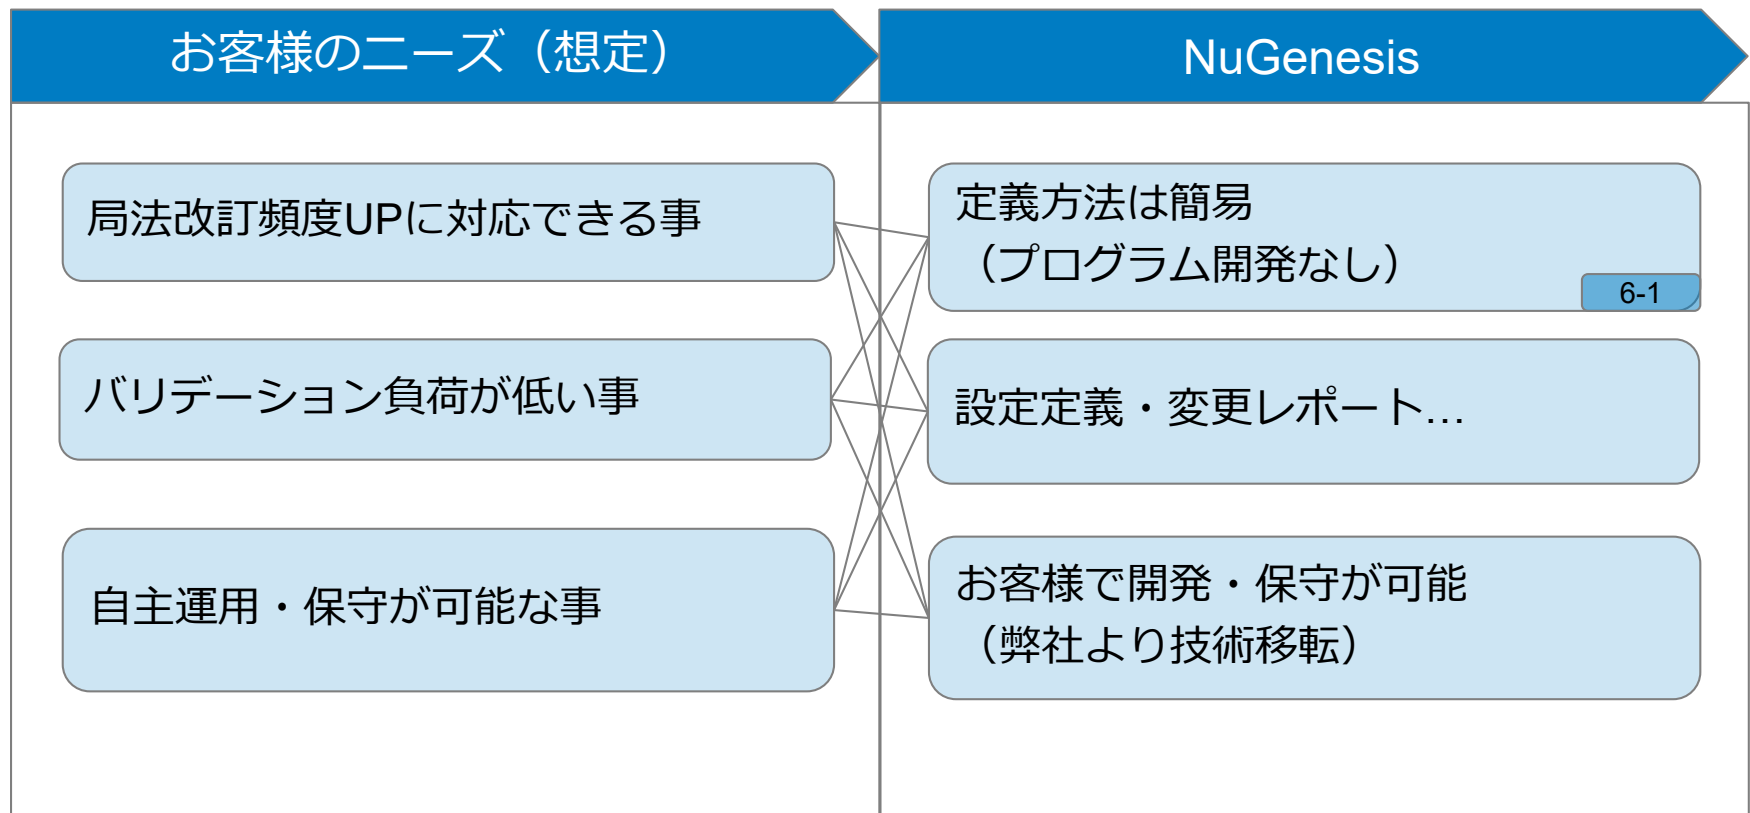 お客様のニーズ（想定）
NuGenesis
局法改訂頻度UPに対応できる事
バリデーション負荷が低い事
自主運用・保守が可能な事
定義方法は簡易
（プログラム開発なし）
6-1
設定定義・変更レポート…
お客様で開発・保守が可能
（弊社より技術移転）